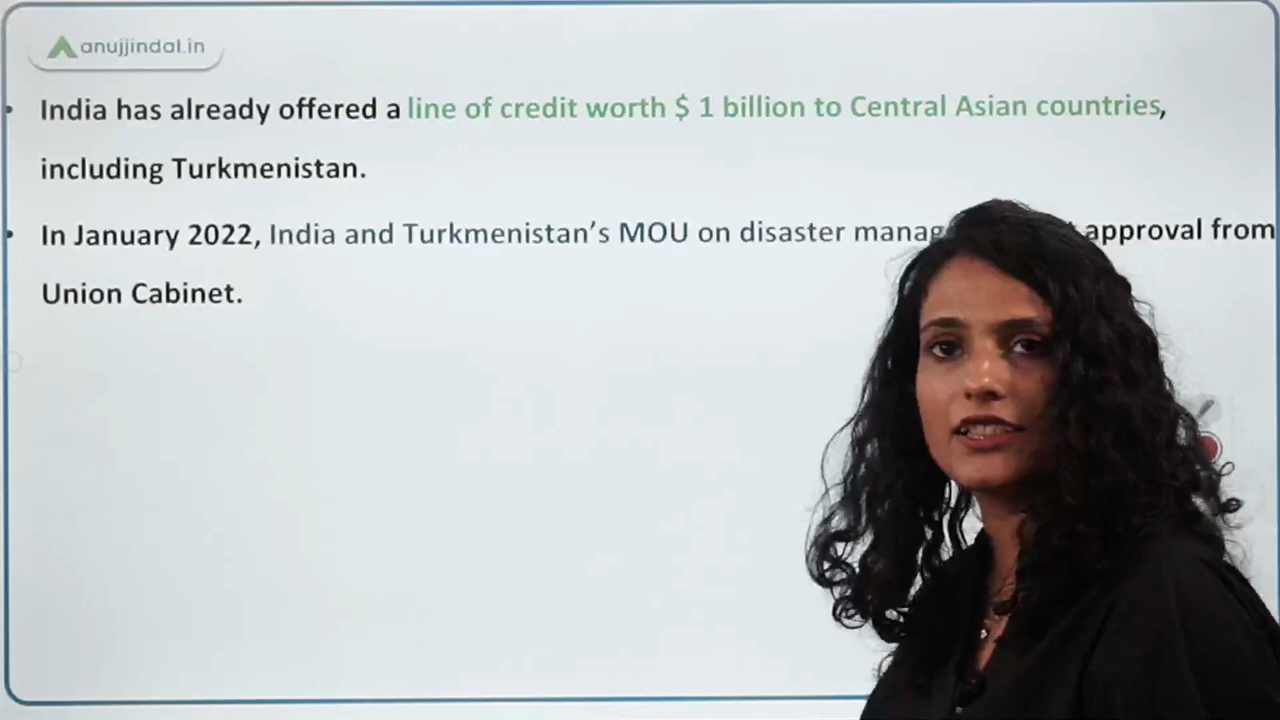 anujjindal.in
• India has already offered a line of credit worth $ 1 billion to Central Asian countries,
including Turkmenistan.
• In January 2022, India and Turkmenistan’s MOU on disaster manag approval from
Union Cabinet.